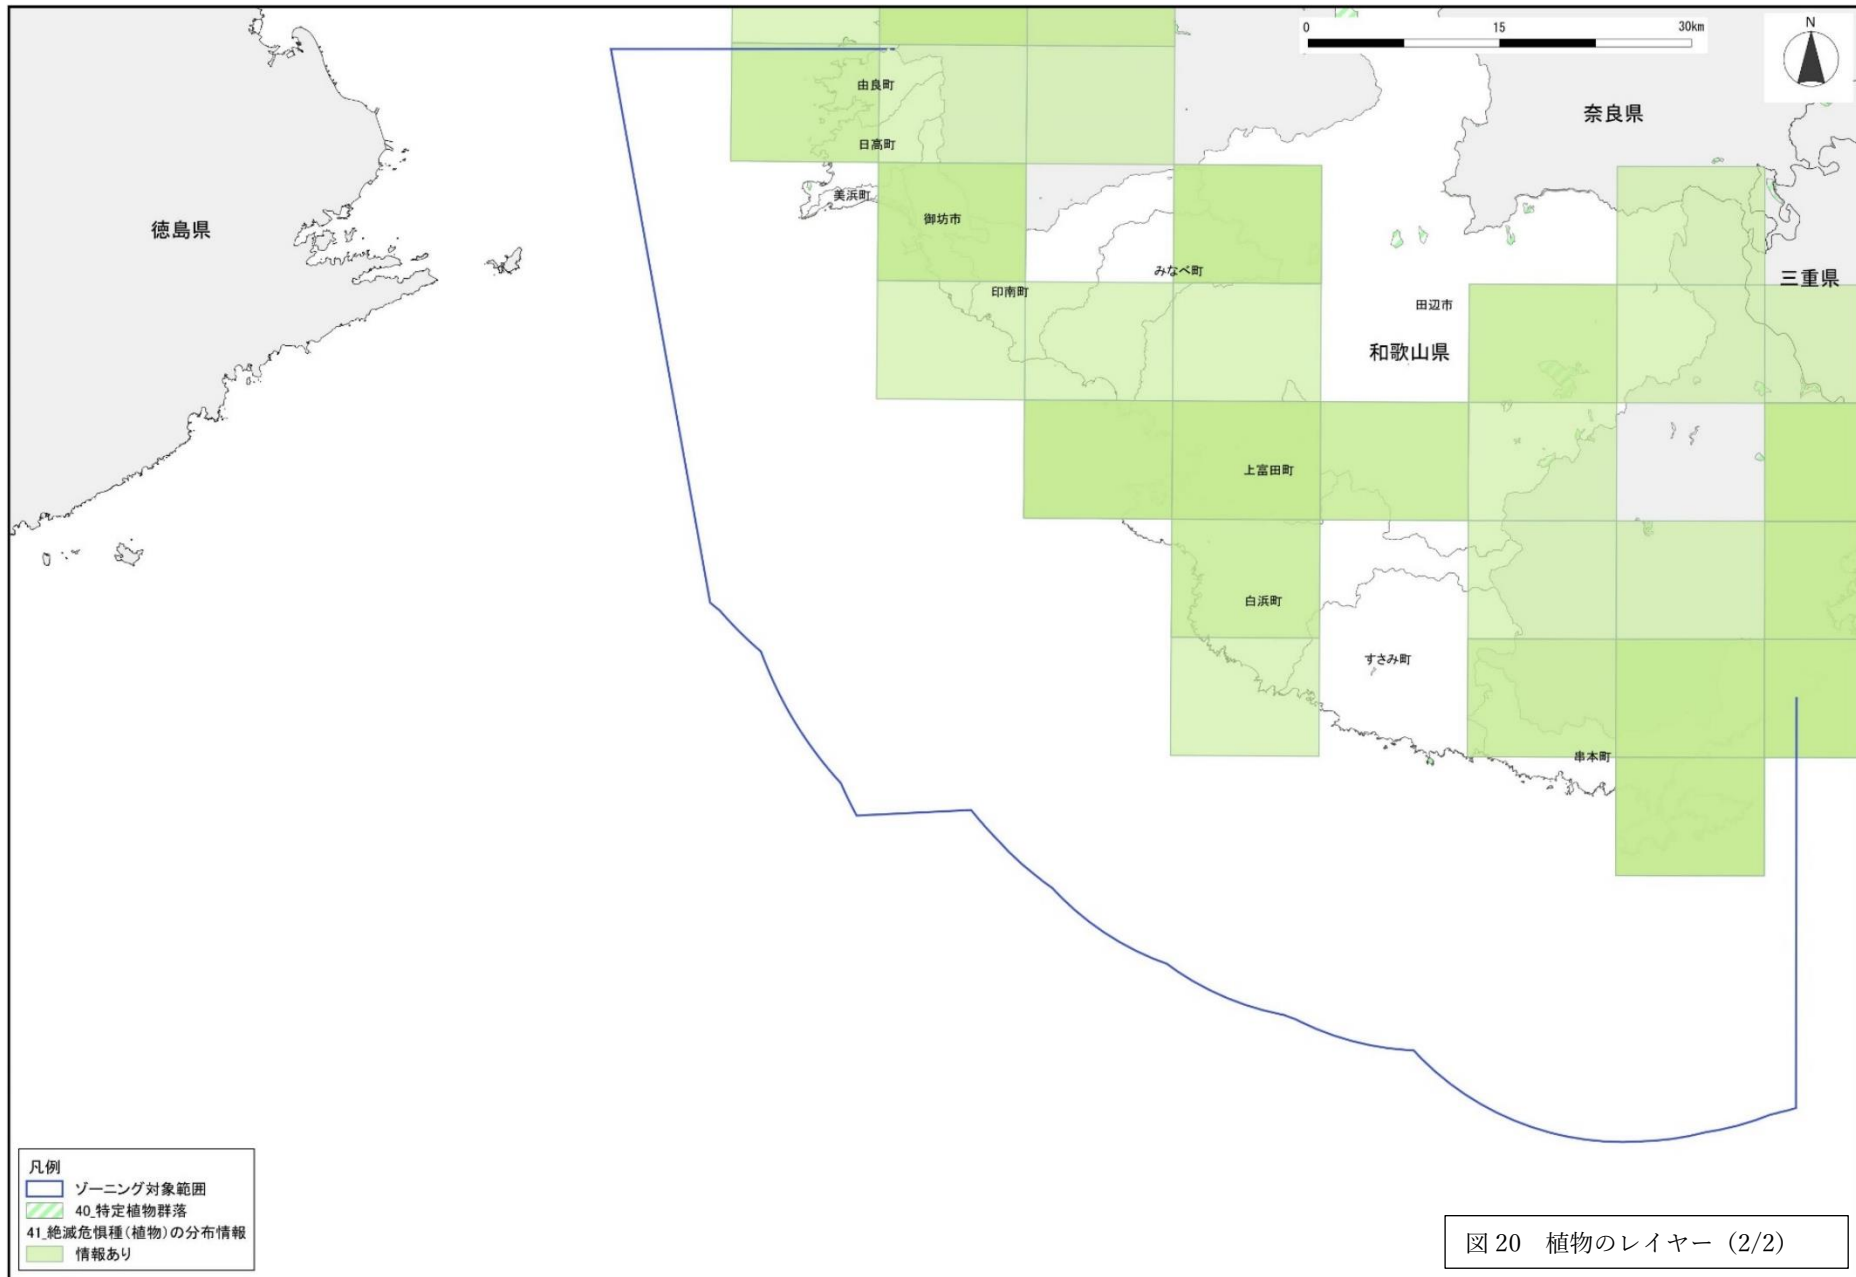 0 15 30km
N
由良町
奈良県
日高町
美浜町
徳島県
御坊市
みなべ町
三重県
印南町
田辺市
和歌山県
上富田町
白浜町
すさみ町
串本町
凡例
ゾーニング対象範囲
40_特定植物群落
41_絶滅危惧種(植物)の分布情報
情報あり
図 20 植物のレイヤー（2/2）